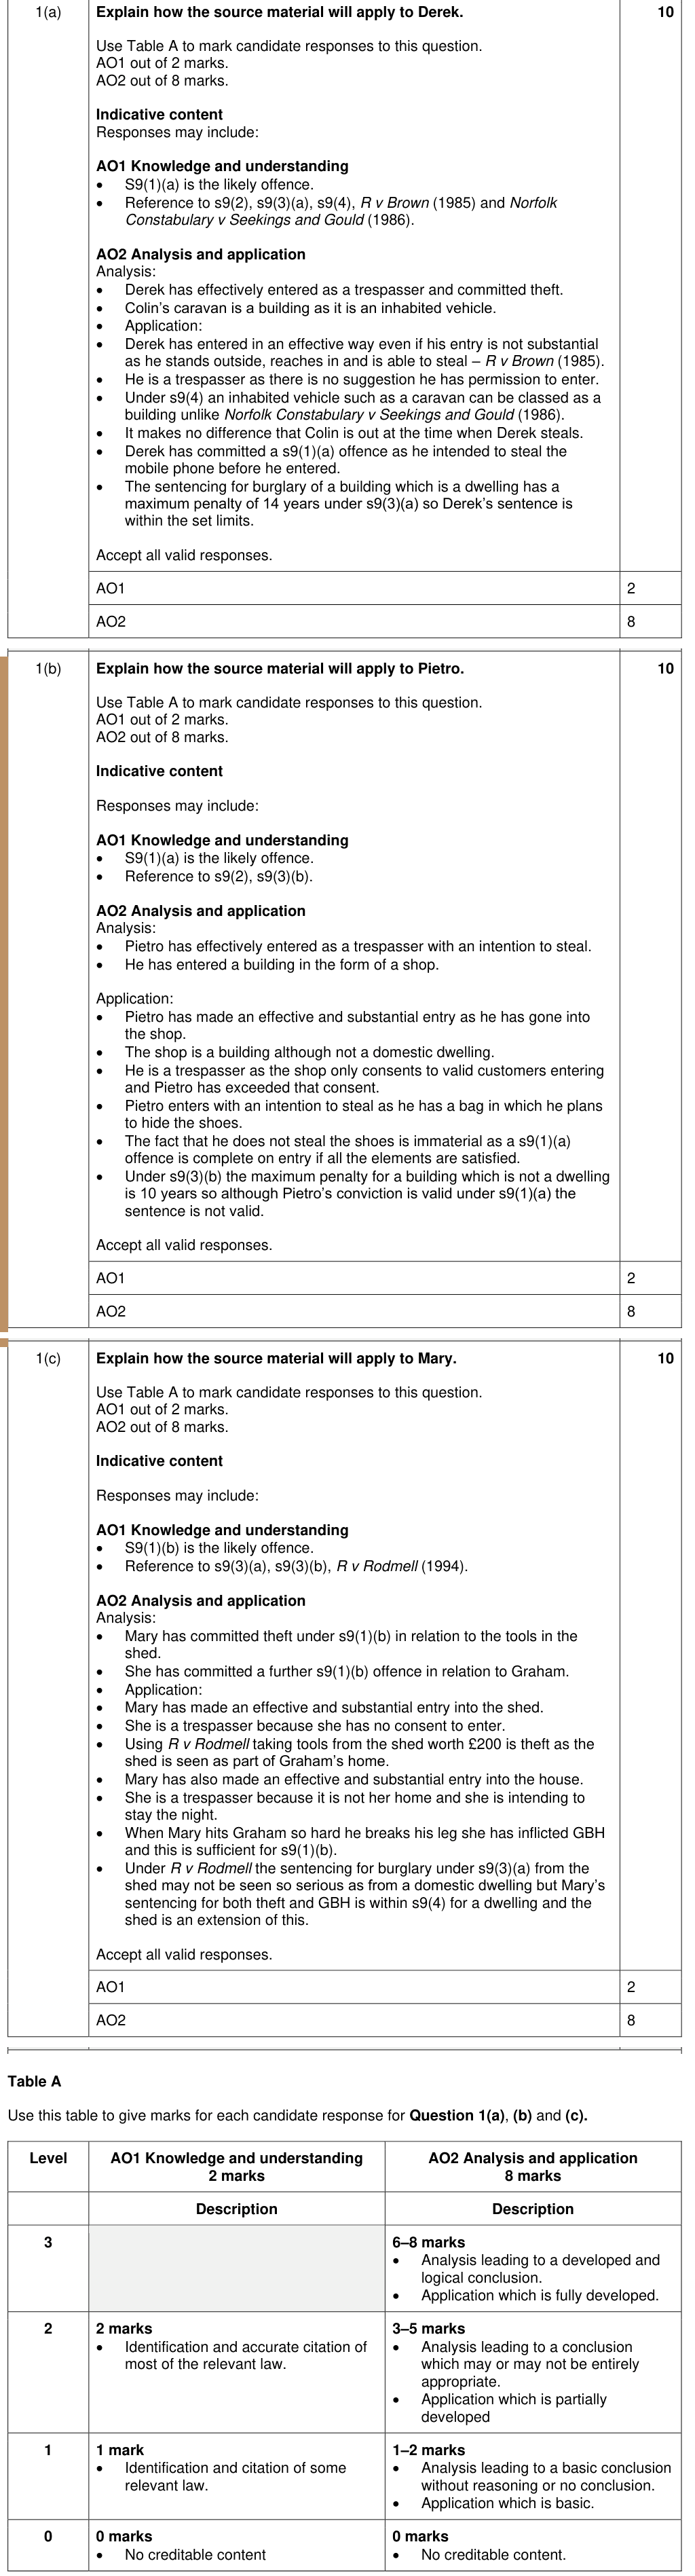 1(a)
Explain how the source material will apply to Derek.
10
Use Table A to mark candidate responses to this question.
AO1 out of 2 marks.
AO2 out of 8 marks.
Indicative content
Responses may include:
AO1 Knowledge and understanding
• S9(1)(a) is the likely offence.
• Reference to s9(2), s9(3)(a), s9(4), R v Brown (1985) and Norfolk
Constabulary v Seekings and Gould (1986).
AO2 Analysis and application
Analysis:
• Derek has effectively entered as a trespasser and committed theft.
• Colin's caravan is a building as it is an inhabited vehicle.
• Application:
• Derek has entered in an effective way even if his entry is not substantial
as he stands outside, reaches in and is able to steal – R v Brown (1985).
• He is a trespasser as there is no suggestion he has permission to enter.
• Under s9(4) an inhabited vehicle such as a caravan can be classed as a
building unlike Norfolk Constabulary v Seekings and Gould (1986).
• It makes no difference that Colin is out at the time when Derek steals.
• Derek has committed a s9(1)(a) offence as he intended to steal the
mobile phone before he entered.
• The sentencing for burglary of a building which is a dwelling has a
maximum penalty of 14 years under s9(3)(a) so Derek's sentence is
within the set limits.
Accept all valid responses.
AO1
2
AO2
8
1(b)
Explain how the source material will apply to Pietro.
10
Use Table A to mark candidate responses to this question.
AO1 out of 2 marks.
AO2 out of 8 marks.
Indicative content
Responses may include:
AO1 Knowledge and understanding
• S9(1)(a) is the likely offence.
• Reference to s9(2), s9(3)(b).
AO2 Analysis and application
Analysis:
• Pietro has effectively entered as a trespasser with an intention to steal.
• He has entered a building in the form of a shop.
Application:
• Pietro has made an effective and substantial entry as he has gone into
the shop.
• The shop is a building although not a domestic dwelling.
• He is a trespasser as the shop only consents to valid customers entering
and Pietro has exceeded that consent.
• Pietro enters with an intention to steal as he has a bag in which he plans
to hide the shoes.
• The fact that he does not steal the shoes is immaterial as a s9(1)(a)
offence is complete on entry if all the elements are satisfied.
• Under s9(3)(b) the maximum penalty for a building which is not a dwelling
is 10 years so although Pietro's conviction is valid under s9(1)(a) the
sentence is not valid.
Accept all valid responses.
AO1
2
AO2
8
1(c)
Explain how the source material will apply to Mary.
10
Use Table A to mark candidate responses to this question.
AO1 out of 2 marks.
AO2 out of 8 marks.
Indicative content
Responses may include:
AO1 Knowledge and understanding
• S9(1)(b) is the likely offence.
• Reference to s9(3)(a), s9(3)(b), R v Rodmell (1994).
AO2 Analysis and application
Analysis:
• Mary has committed theft under s9(1)(b) in relation to the tools in the
shed.
• She has committed a further s9(1)(b) offence in relation to Graham.
• Application:
• Mary has made an effective and substantial entry into the shed.
• She is a trespasser because she has no consent to enter.
• Using R v Rodmell taking tools from the shed worth £200 is theft as the
shed is seen as part of Graham's home.
• Mary has also made an effective and substantial entry into the house.
• She is a trespasser because it is not her home and she is intending to
stay the night.
• When Mary hits Graham so hard he breaks his leg she has inflicted GBH
and this is sufficient for s9(1)(b).
• Under R v Rodmell the sentencing for burglary under s9(3)(a) from the
shed may not be seen so serious as from a domestic dwelling but Mary's
sentencing for both theft and GBH is within s9(4) for a dwelling and the
shed is an extension of this.
Accept all valid responses.
AO1
2
AO2
8
Table A
Use this table to give marks for each candidate response for Question 1(a), (b) and (c).
Level
AO1 Knowledge and understanding
2 marks
AO2 Analysis and application
8 marks
Description
Description
3
6–8 marks
• Analysis leading to a developed and
logical conclusion.
• Application which is fully developed.
2
2 marks
• Identification and accurate citation of
most of the relevant law.
3–5 marks
• Analysis leading to a conclusion
which may or may not be entirely
appropriate.
• Application which is partially
developed
1
1 mark
• Identification and citation of some
relevant law.
1–2 marks
• Analysis leading to a basic conclusion
without reasoning or no conclusion.
• Application which is basic.
0
0 marks
• No creditable content
0 marks
• No creditable content.